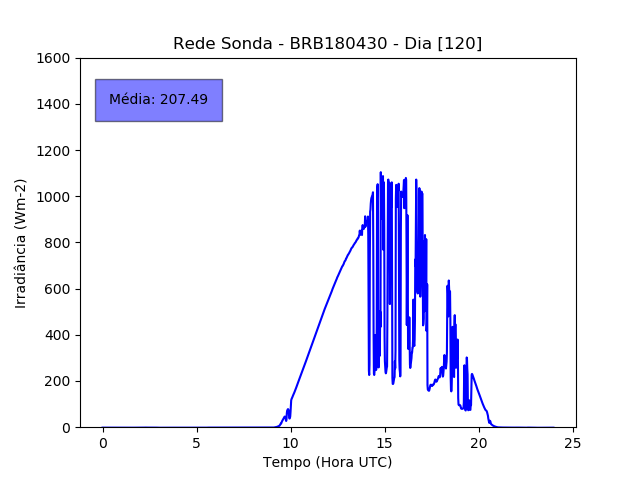 Rede Sonda - BRB180430 - Dia [120]
1600
1400
1200
1000
800
600
400
200
0
Média: 207.49
Irradiância (Wm-2)
0 5 10 15 20 25
Tempo (Hora UTC)